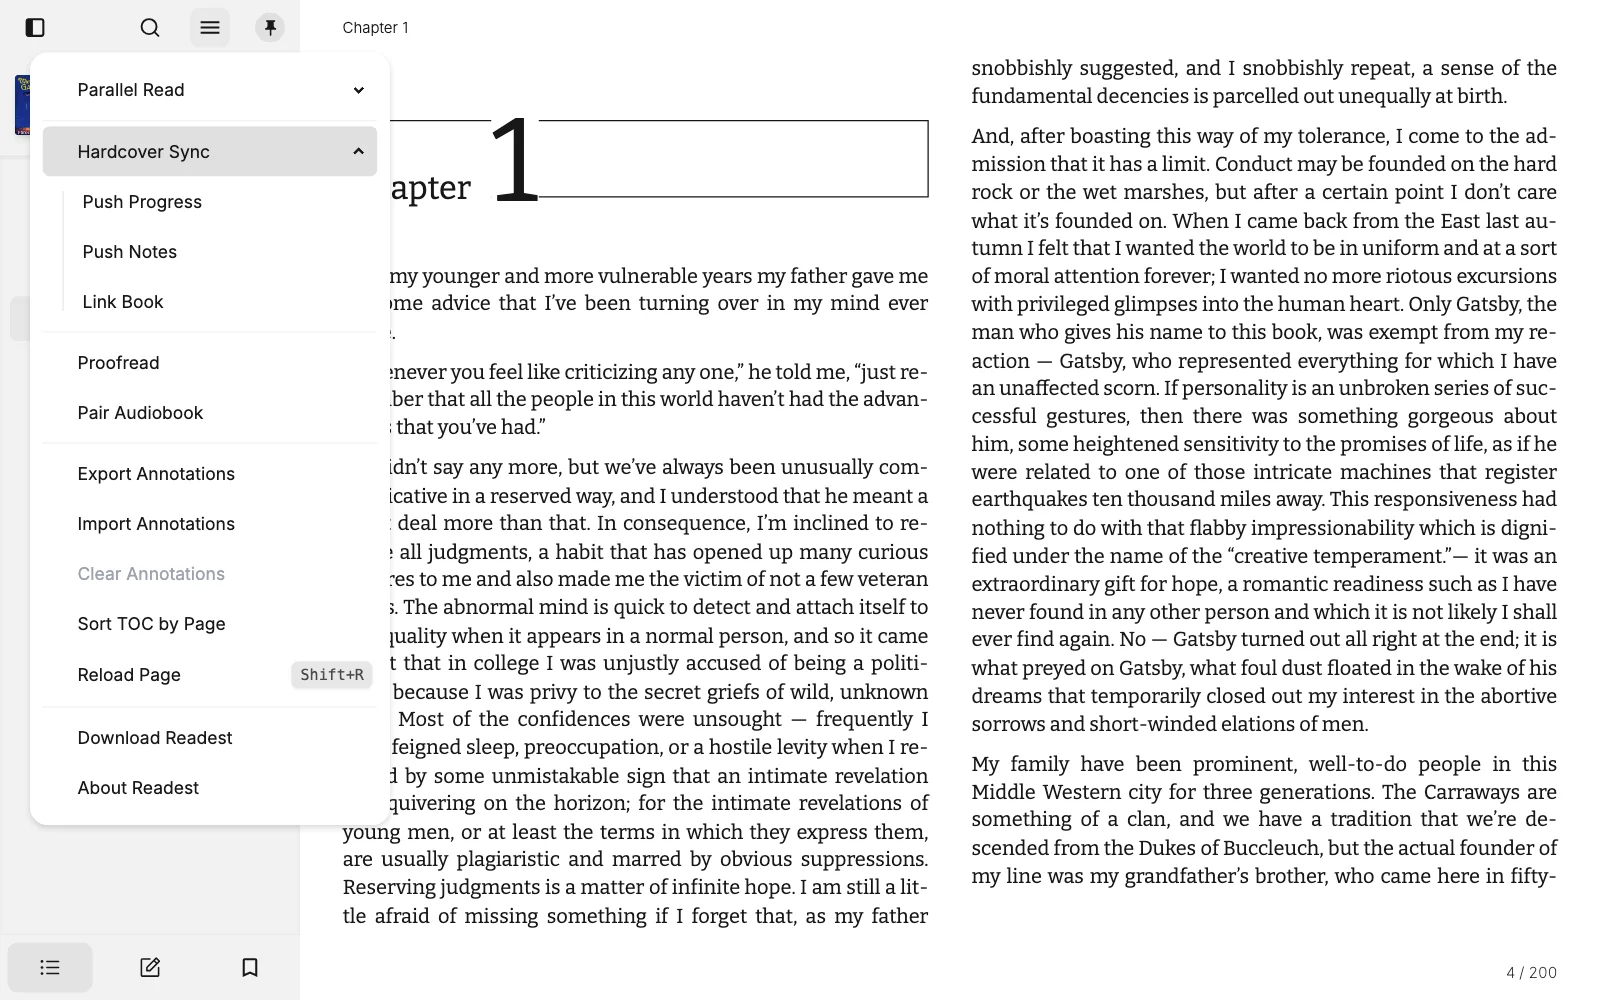 Chapter 1
Parallel Read
Hardcover Sync
Push Progress
Push Notes
Link Book
Proofread
Pair Audiobook
Export Annotations
Import Annotations
Clear Annotations
Sort TOC by Page
Reload Page Shift+R
Download Readest
About Readest
apter 1
my younger and more vulnerable years my father gave me
ome advice that I’ve been turning over in my mind ever
enever you feel like criticizing any one,” he told me, “just re-
ber that all the people in this world haven’t had the advan-
that you’ve had.”
idn’t say any more, but we’ve always been unusually com-
icative in a reserved way, and I understood that he meant a
deal more than that. In consequence, I’m inclined to re-
all judgments, a habit that has opened up many curious
res to me and also made me the victim of not a few veteran
s. The abnormal mind is quick to detect and attach itself to
quality when it appears in a normal person, and so it came
t that in college I was unjustly accused of being a politi-
because I was privy to the secret griefs of wild, unknown
Most of the confidences were unsought — frequently I
feigned sleep, preoccupation, or a hostile levity when I re-
d by some unmistakable sign that an intimate revelation
quivering on the horizon; for the intimate revelations of
young men, or at least the terms in which they express them,
are usually plagiaristic and marred by obvious suppressions.
Reserving judgments is a matter of infinite hope. I am still a lit-
tle afraid of missing something if I forget that, as my father
snobbishly suggested, and I snobbishly repeat, a sense of the
fundamental decencies is parcelled out unequally at birth.
And, after boasting this way of my tolerance, I come to the ad-
mission that it has a limit. Conduct may be founded on the hard
rock or the wet marshes, but after a certain point I don’t care
what it’s founded on. When I came back from the East last au-
tumn I felt that I wanted the world to be in uniform and at a sort
of moral attention forever; I wanted no more riotous excursions
with privileged glimpses into the human heart. Only Gatsby, the
man who gives his name to this book, was exempt from my re-
action — Gatsby, who represented everything for which I have
an unaffected scorn. If personality is an unbroken series of suc-
cessful gestures, then there was something gorgeous about
him, some heightened sensitivity to the promises of life, as if he
were related to one of those intricate machines that register
earthquakes ten thousand miles away. This responsiveness had
nothing to do with that flabby impressionability which is digni-
fied under the name of the “creative temperament.”— it was an
extraordinary gift for hope, a romantic readiness such as I have
never found in any other person and which it is not likely I shall
ever find again. No — Gatsby turned out all right at the end; it is
what preyed on Gatsby, what foul dust floated in the wake of his
dreams that temporarily closed out my interest in the abortive
sorrows and short-winded elations of men.
My family have been prominent, well-to-do people in this
Middle Western city for three generations. The Carraways are
something of a clan, and we have a tradition that we’re de-
scended from the Dukes of Buccleuch, but the actual founder of
my line was my grandfather’s brother, who came here in fifty-
4 / 200